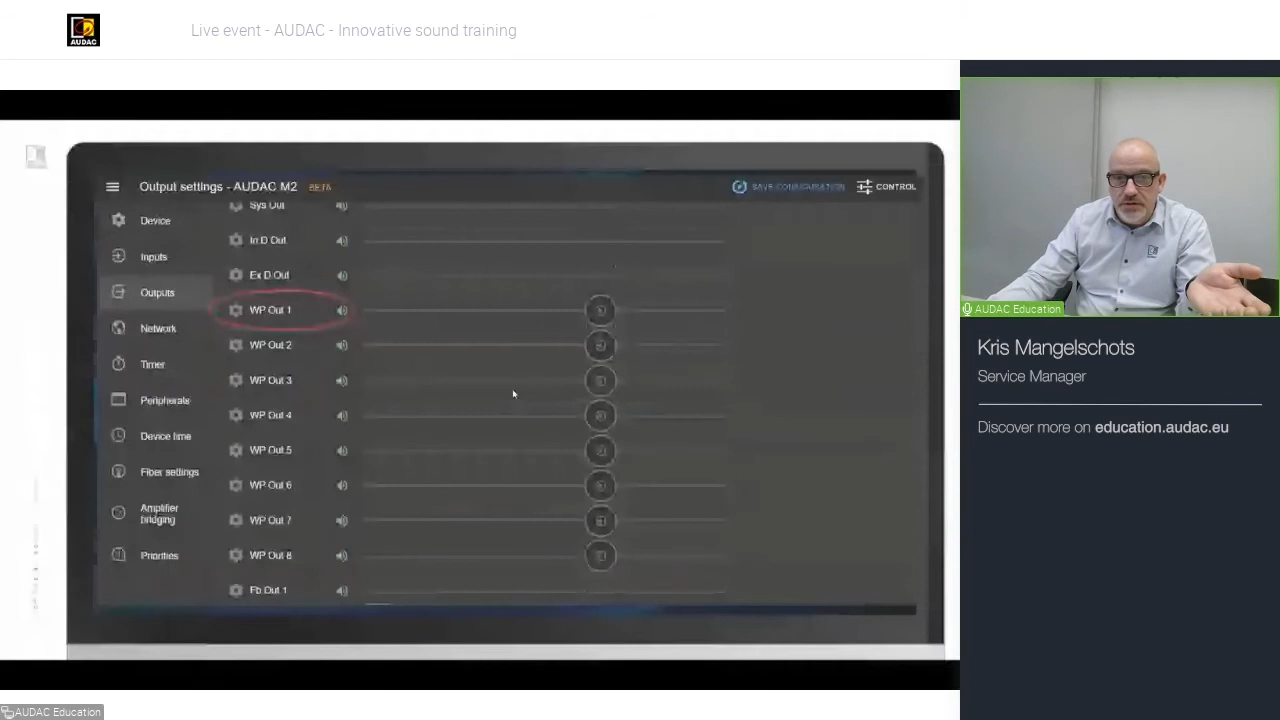 AUDAC
Live event - AUDAC - Innovative sound training
Output settings - AUDAC M2 BETA
SAVE CONFIGURATION
CONTROL
Device
Inputs
Outputs
Network
Timer
Peripherals
Device time
Fiber settings
Amplifier
bridging
Priorities
Sys Out
In D Out
Ex D Out
WP Out 1
WP Out 2
WP Out 3
WP Out 4
WP Out 5
WP Out 6
WP Out 7
WP Out 8
Fb Out 1
AUDAC Education
Kris Mangelschots
Service Manager
Discover more on education.audac.eu
AUDAC Education